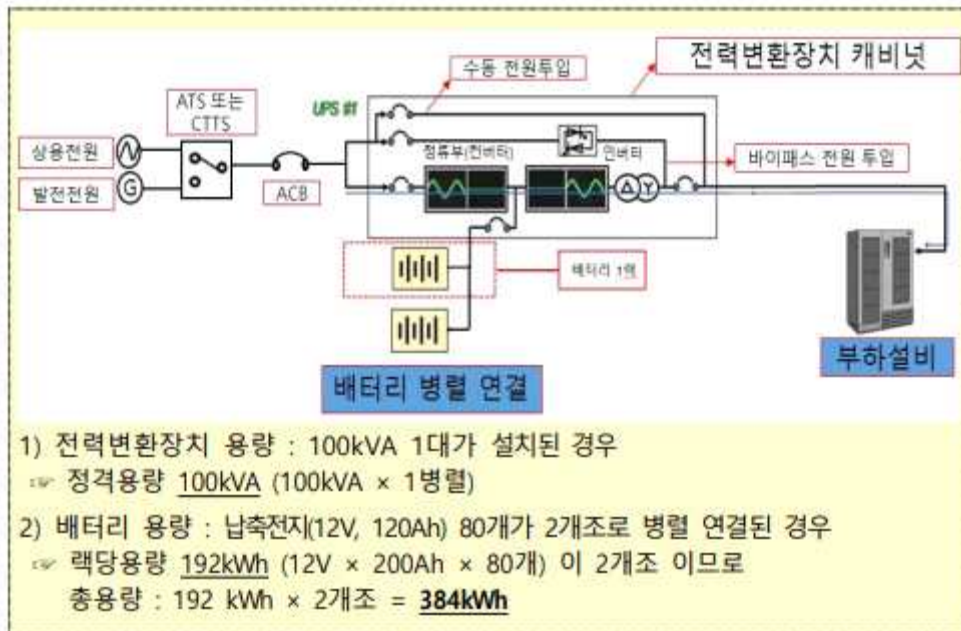 수동 전원투입
전력변환장치 캐비넷
ATS 또는
CTTS
UPS #1
상용전원
정류부(컨버터)
인버터
바이패스 전원 투입
발전전원
G
ACB
배터리 1랙
부하설비
배터리 병렬 연결
1) 전력변환장치 용량 : 100kVA 1대가 설치된 경우
☞ 정격용량 100kVA (100kVA × 1병렬)
2) 배터리 용량 : 납축전지(12V, 120Ah) 80개가 2개조로 병렬 연결된 경우
☞ 랙당용량 192kWh (12V × 200Ah × 80개) 이 2개조 이므로
총용량 : 192 kWh × 2개조 = 384kWh